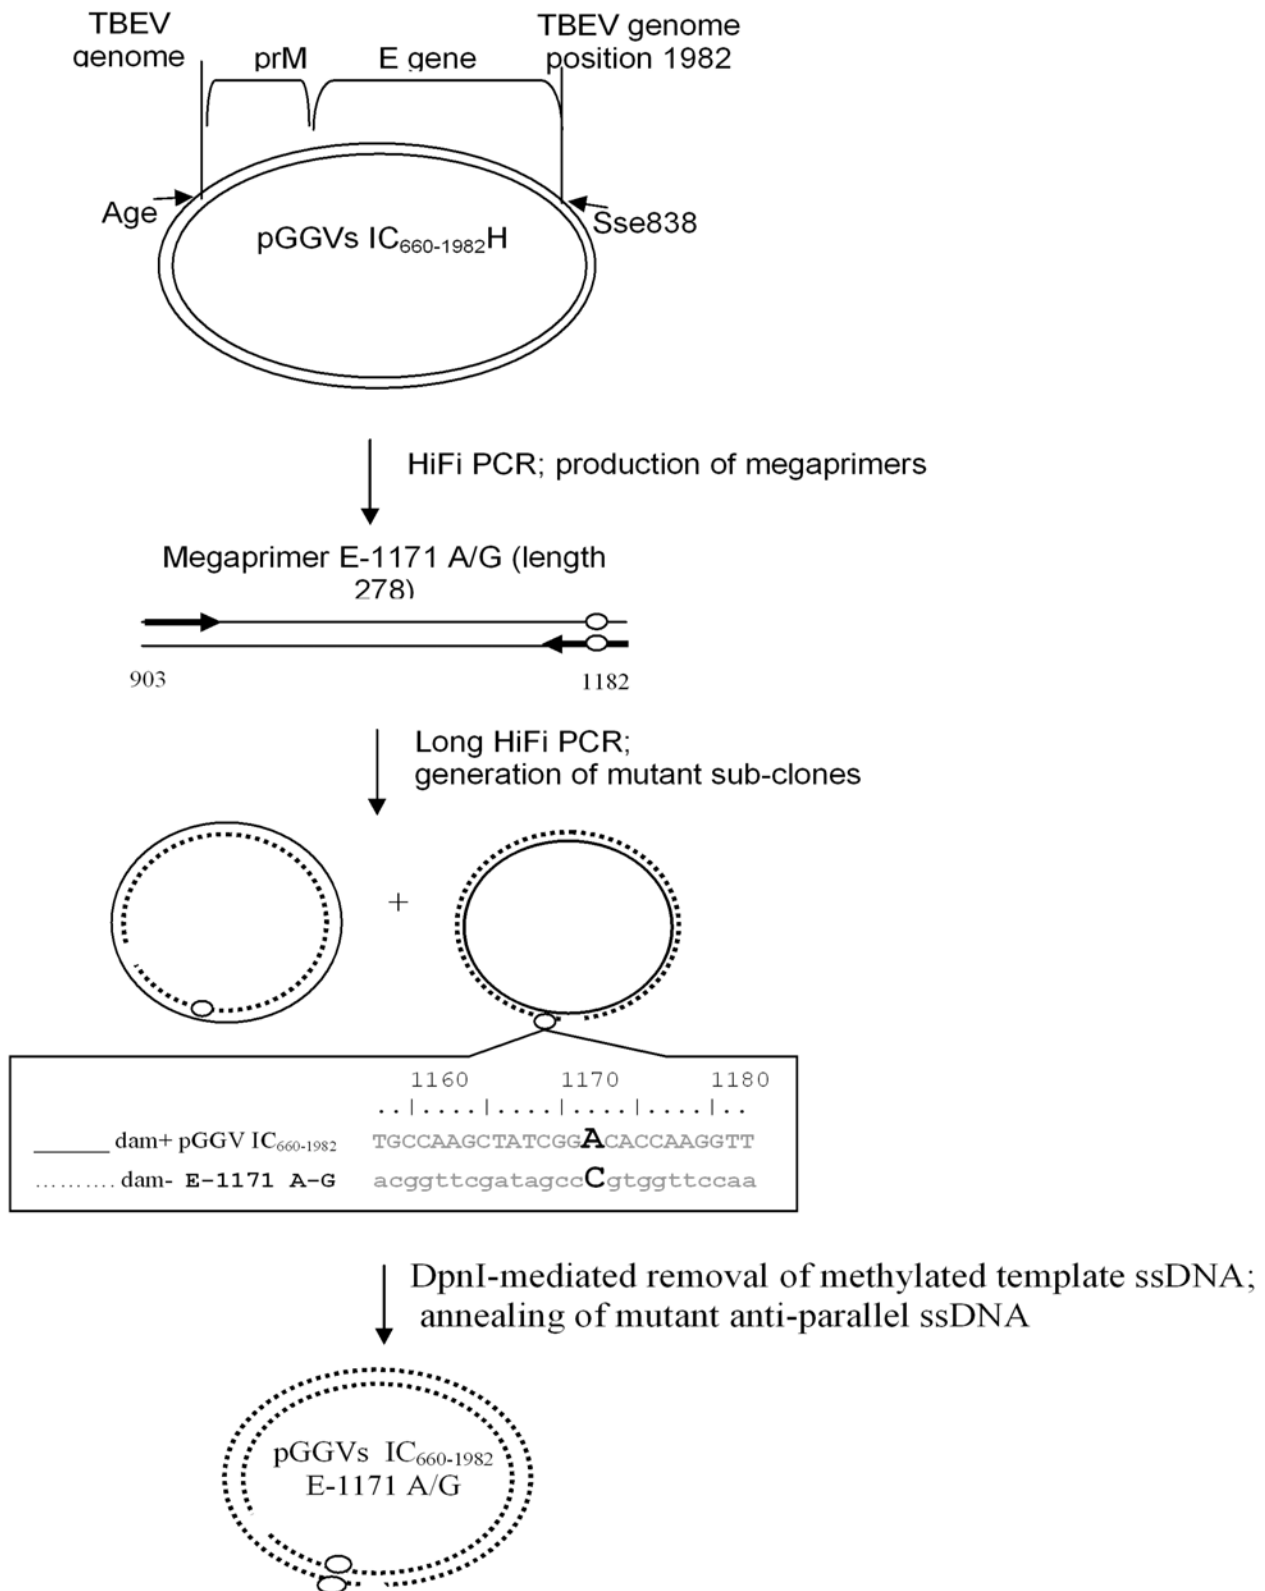 TBEV genome
prM
E gene
TBEV genome position 1982
Age
Sse838
pGGVs IC660-1982H
HiFi PCR; production of megaprimers
Megaprimer E-1171 A/G (length
278)
903
1182
Long HiFi PCR;
generation of mutant sub-clones
+
1160 1170 1180
..|....|....|....|....|..
dam+ pGGV IC660-1982 TGCCAAGCTATCGGACACCAAGGTT
.......... dam- E-1171 A-G acggttcgatagccCgtggttccaa
DpnI-mediated removal of methylated template ssDNA;
annealing of mutant anti-parallel ssDNA
pGGVs IC660-1982
E-1171 A/G